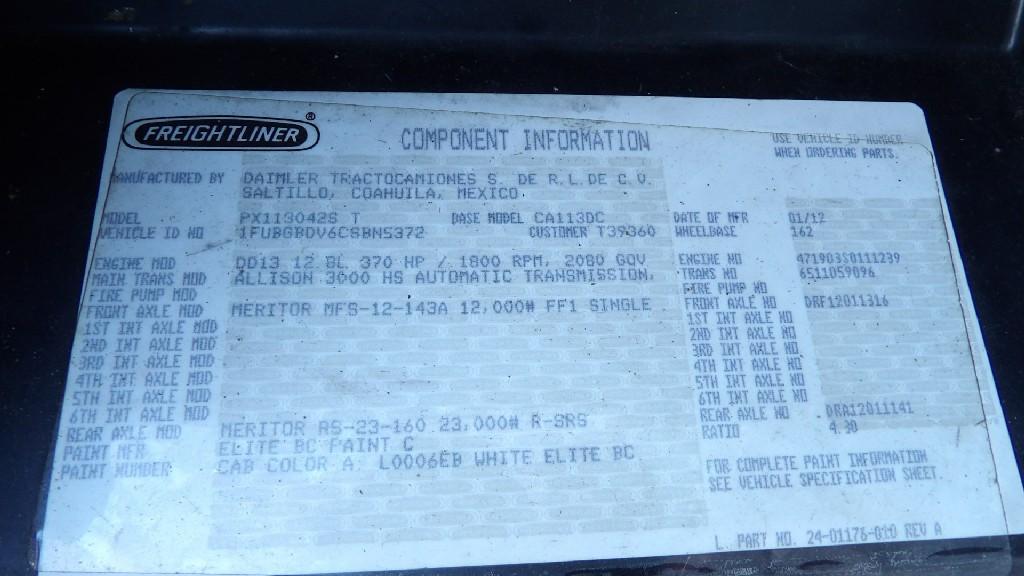 FREIGHTLINER ®
COMPONENT INFORMATION
USE VEHICLE ID NUMBER
WHEN ORDERING PARTS.
MANUFACTURED BY DAIMLER TRACTOCAMIONES S. DE R.L.DE C.V.
SALTILLO, COAHUILA, MEXICO
MODEL PX113042S T BASE MODEL CA113DC DATE OF MFR 01/12
VEHICLE ID NO 1FUBGBDV6CSBN5372 CUSTOMER T39360 WHEELBASE 162
ENGINE MOD DD13 12.8L 370 HP / 1800 RPM, 2080 GOV ENGINE NO 471903S0111239
MAIN TRANS MOD ALLISON 3000 HS AUTOMATIC TRANSMISSION, TRANS NO 6511059096
FIRE PUMP MOD FIRE PUMP NO
FRONT AXLE MOD MERITOR MFS-12-143A 12,000# FF1 SINGLE FRONT AXLE NO DRF12011316
1ST INT AXLE MOD 1ST INT AXLE NO
2ND INT AXLE MOD 2ND INT AXLE NO
3RD INT AXLE MOD 3RD INT AXLE NO
4TH INT AXLE MOD 4TH INT AXLE NO
5TH INT AXLE MOD 5TH INT AXLE NO
6TH INT AXLE MOD 6TH INT AXLE NO
REAR AXLE MOD MERITOR RS-23-160 23,000# R-SRS REAR AXLE NO DRA12011141
PAINT MFR ELITE BC PAINT C RATIO 4.30
PAINT NUMBER CAB COLOR A: L0006EB WHITE ELITE BC
FOR COMPLETE PAINT INFORMATION
SEE VEHICLE SPECIFICATION SHEET.
L. PART NO. 24-01176-010 REV A